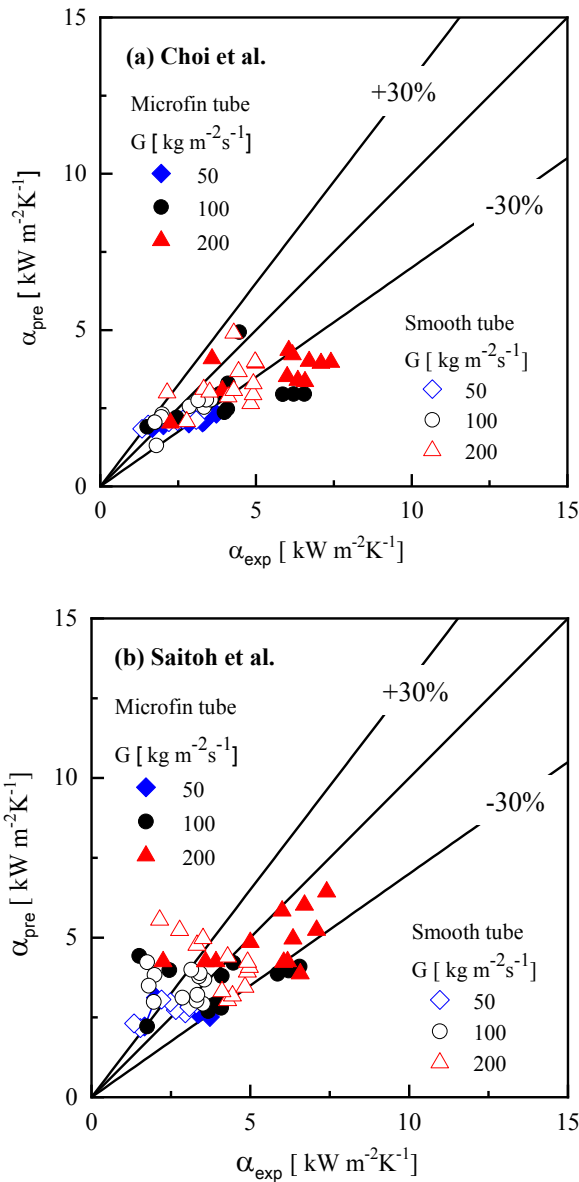 15
(a) Choi et al.
+30%
Microfin tube
G [ kg m⁻²s⁻¹]
50
10
100
-30%
200
αpre [ kW m⁻²K⁻¹]
5
Smooth tube
G [ kg m⁻²s⁻¹]
50
100
200
0
0 5 10 15
αexp [ kW m⁻²K⁻¹]
15
(b) Saitoh et al.
+30%
Microfin tube
G [ kg m⁻²s⁻¹]
50
10
100
-30%
200
αpre [ kW m⁻²K⁻¹]
5
Smooth tube
G [ kg m⁻²s⁻¹]
50
100
200
0
0 5 10 15
αexp [ kW m⁻²K⁻¹]